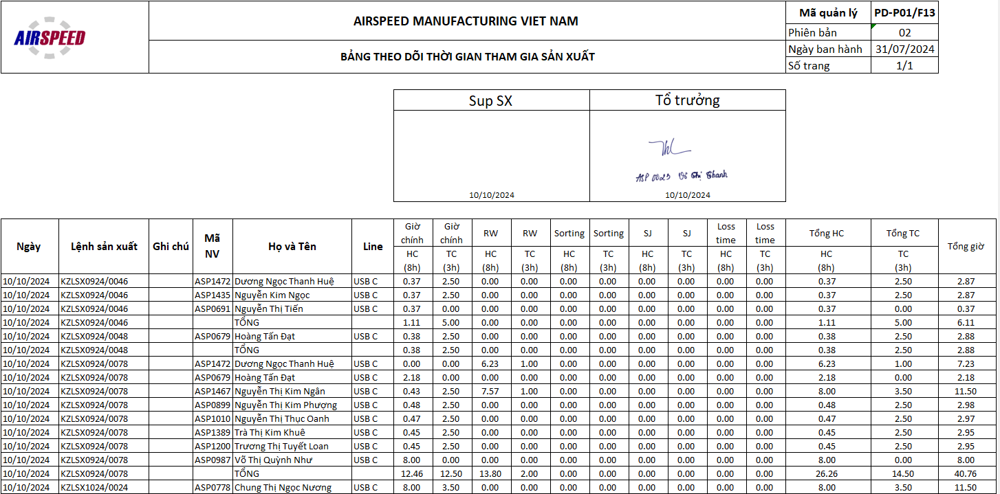 AIRSPEED
AIRSPEED MANUFACTURING VIET NAM
BẢNG THEO DÕI THỜI GIAN THAM GIA SẢN XUẤT
Mã quản lý PD-P01/F13
Phiên bản 02
Ngày ban hành 31/07/2024
Số trang 1/1
Sup SX Tổ trưởng
ASP 0023 Võ Thị Thanh
10/10/2024 10/10/2024
Ngày Lệnh sản xuất Ghi chú Mã NV Họ và Tên Line Giờ chính Giờ chính RW RW Sorting Sorting SJ SJ Loss time Loss time Tổng HC Tổng TC Tổng giờ
HC (8h) TC (3h) HC (8h) TC (3h) HC (8h) TC (3h) HC (8h) TC (3h) HC (8h) TC (3h) HC (8h) TC (3h)
10/10/2024 KZLSX0924/0046 ASP1472 Dương Ngọc Thanh Huệ USB C 0.37 2.50 0.00 0.00 0.00 0.00 0.00 0.00 0.00 0.00 0.37 2.50 2.87
10/10/2024 KZLSX0924/0046 ASP1435 Nguyễn Kim Ngọc USB C 0.37 2.50 0.00 0.00 0.00 0.00 0.00 0.00 0.00 0.00 0.37 2.50 2.87
10/10/2024 KZLSX0924/0046 ASP0691 Nguyễn Thị Tiến USB C 0.37 0.00 0.00 0.00 0.00 0.00 0.00 0.00 0.00 0.00 0.37 0.00 0.37
10/10/2024 KZLSX0924/0046 TỔNG 1.11 5.00 0.00 0.00 0.00 0.00 0.00 0.00 0.00 0.00 1.11 5.00 6.11
10/10/2024 KZLSX0924/0048 ASP0679 Hoàng Tấn Đạt USB C 0.38 2.50 0.00 0.00 0.00 0.00 0.00 0.00 0.00 0.00 0.38 2.50 2.88
10/10/2024 KZLSX0924/0048 TỔNG 0.38 2.50 0.00 0.00 0.00 0.00 0.00 0.00 0.00 0.00 0.38 2.50 2.88
10/10/2024 KZLSX0924/0078 ASP1472 Dương Ngọc Thanh Huệ USB C 0.00 0.00 6.23 1.00 0.00 0.00 0.00 0.00 0.00 0.00 6.23 1.00 7.23
10/10/2024 KZLSX0924/0078 ASP0679 Hoàng Tấn Đạt USB C 2.18 0.00 0.00 0.00 0.00 0.00 0.00 0.00 0.00 0.00 2.18 0.00 2.18
10/10/2024 KZLSX0924/0078 ASP1467 Nguyễn Thị Kim Ngân USB C 0.43 2.50 7.57 1.00 0.00 0.00 0.00 0.00 0.00 0.00 8.00 3.50 11.50
10/10/2024 KZLSX0924/0078 ASP0899 Nguyễn Thị Kim Phượng USB C 0.48 2.50 0.00 0.00 0.00 0.00 0.00 0.00 0.00 0.00 0.48 2.50 2.98
10/10/2024 KZLSX0924/0078 ASP1010 Nguyễn Thị Thục Oanh USB C 0.47 2.50 0.00 0.00 0.00 0.00 0.00 0.00 0.00 0.00 0.47 2.50 2.97
10/10/2024 KZLSX0924/0078 ASP1389 Trà Thị Kim Khuê USB C 0.45 2.50 0.00 0.00 0.00 0.00 0.00 0.00 0.00 0.00 0.45 2.50 2.95
10/10/2024 KZLSX0924/0078 ASP1200 Trương Thị Tuyết Loan USB C 0.45 2.50 0.00 0.00 0.00 0.00 0.00 0.00 0.00 0.00 0.45 2.50 2.95
10/10/2024 KZLSX0924/0078 ASP0987 Võ Thị Quỳnh Như USB C 8.00 0.00 0.00 0.00 0.00 0.00 0.00 0.00 0.00 0.00 8.00 0.00 8.00
10/10/2024 KZLSX0924/0078 TỔNG 12.46 12.50 13.80 2.00 0.00 0.00 0.00 0.00 0.00 0.00 26.26 14.50 40.76
10/10/2024 KZLSX1024/0024 ASP0778 Chung Thị Ngọc Nương USB C 8.00 3.50 0.00 0.00 0.00 0.00 0.00 0.00 0.00 0.00 8.00 3.50 11.50